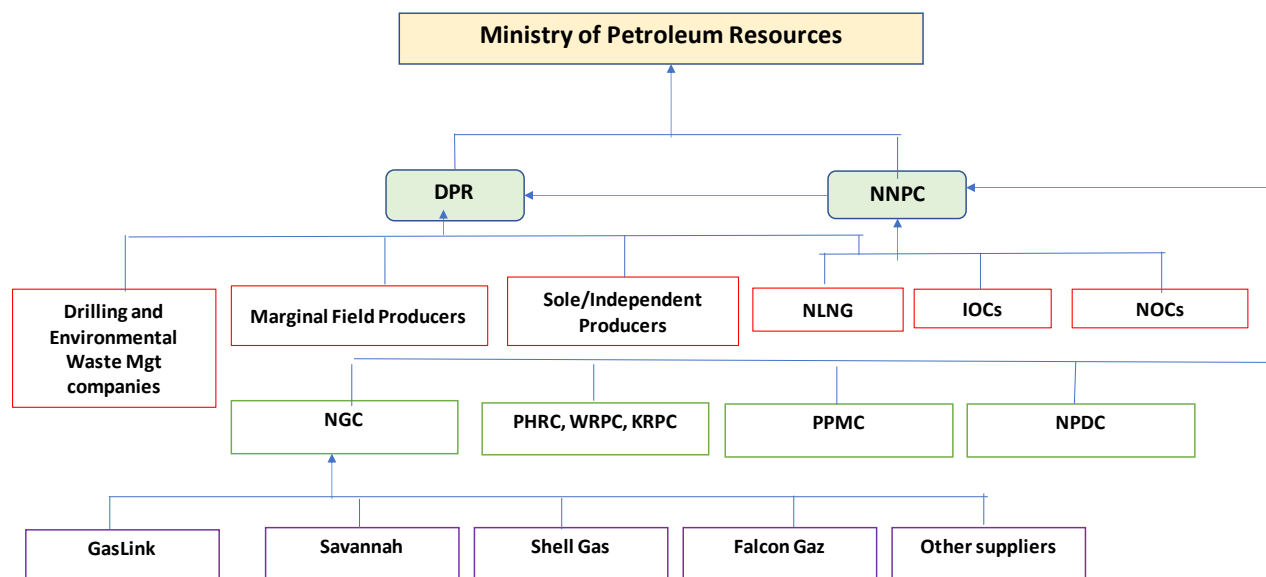 Ministry of Petroleum Resources
DPR
NNPC
Drilling and
Environmental
Waste Mgt
companies
Marginal Field Producers
Sole/Independent
Producers
NLNG
IOCs
NOCs
NGC
PHRC, WRPC, KRPC
PPMC
NPDC
GasLink
Savannah
Shell Gas
Falcon Gaz
Other suppliers